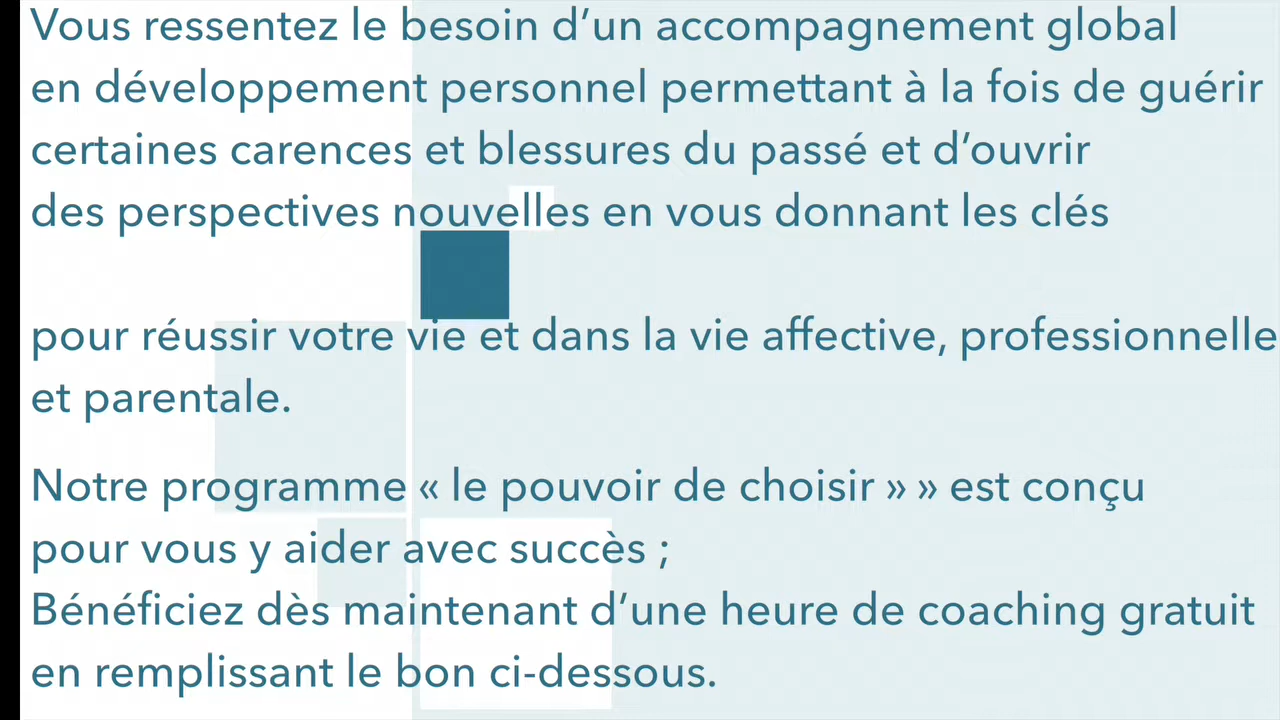 Vous ressentez le besoin d’un accompagnement global
en développement personnel permettant à la fois de guérir
certaines carences et blessures du passé et d’ouvrir
des perspectives nouvelles en vous donnant les clés
pour réussir votre vie et dans la vie affective, professionnelle
et parentale.
Notre programme « le pouvoir de choisir » » est conçu
pour vous y aider avec succès ;
Bénéficiez dès maintenant d’une heure de coaching gratuit
en remplissant le bon ci-dessous.